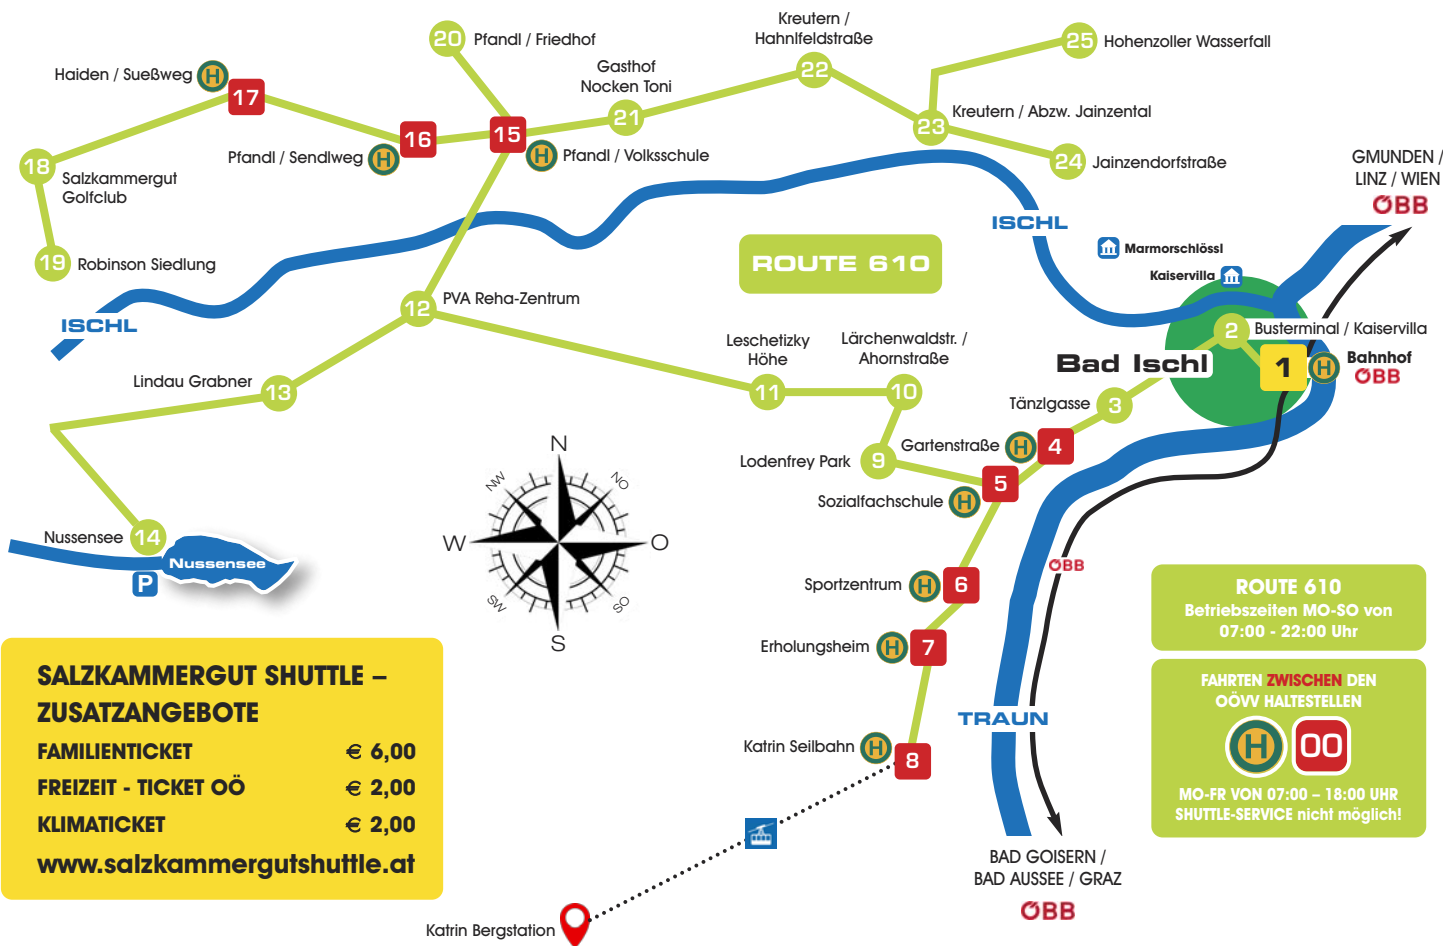 Kreutern /
Hahnlfeldstraße
20 Pfandl / Friedhof
25 Hohenzoller Wasserfall
Gasthof
Nocken Toni
22
Haiden / Sueßweg H
17
21
Kreutern / Abzw. Jainzental
23
16
15
Pfandl / Sendlweg H
H Pfandl / Volksschule
24 Jainzendorfstraße
18
Salzkammergut
Golfclub
GMUNDEN /
LINZ / WIEN
ÖBB
ISCHL
Marmorschlössl
Kaiservilla
19 Robinson Siedlung
ROUTE 610
12 PVA Reha-Zentrum
ISCHL
2 Busterminal / Kaiservilla
Leschetizky
Höhe
Lärchenwaldstr. /
Ahornstraße
Bad Ischl
1 H
Bahnhof
ÖBB
Lindau Grabner 13
11
10
Tänzlgasse 3
Gartenstraße H 4
Lodenfrey Park 9
5
Sozialfachschule H
N
NW
NO
W
O
SW
SO
S
Nussensee 14
Nussensee
P
ÖBB
Sportzentrum H 6
Erholungsheim H 7
TRAUN
Katrin Seilbahn H 8
Katrin Bergstation
BAD GOISERN /
BAD AUSSEE / GRAZ
ÖBB
ROUTE 610
Betriebszeiten MO-SO von
07:00 - 22:00 Uhr
FAHRTEN ZWISCHEN DEN
OÖVV HALTESTELLEN
H 00
MO-FR VON 07:00 – 18:00 UHR
SHUTTLE-SERVICE nicht möglich!
SALZKAMMERGUT SHUTTLE –
ZUSATZANGEBOTE
FAMILIENTICKET € 6,00
FREIZEIT - TICKET OÖ € 2,00
KLIMATICKET € 2,00
www.salzkammergutshuttle.at